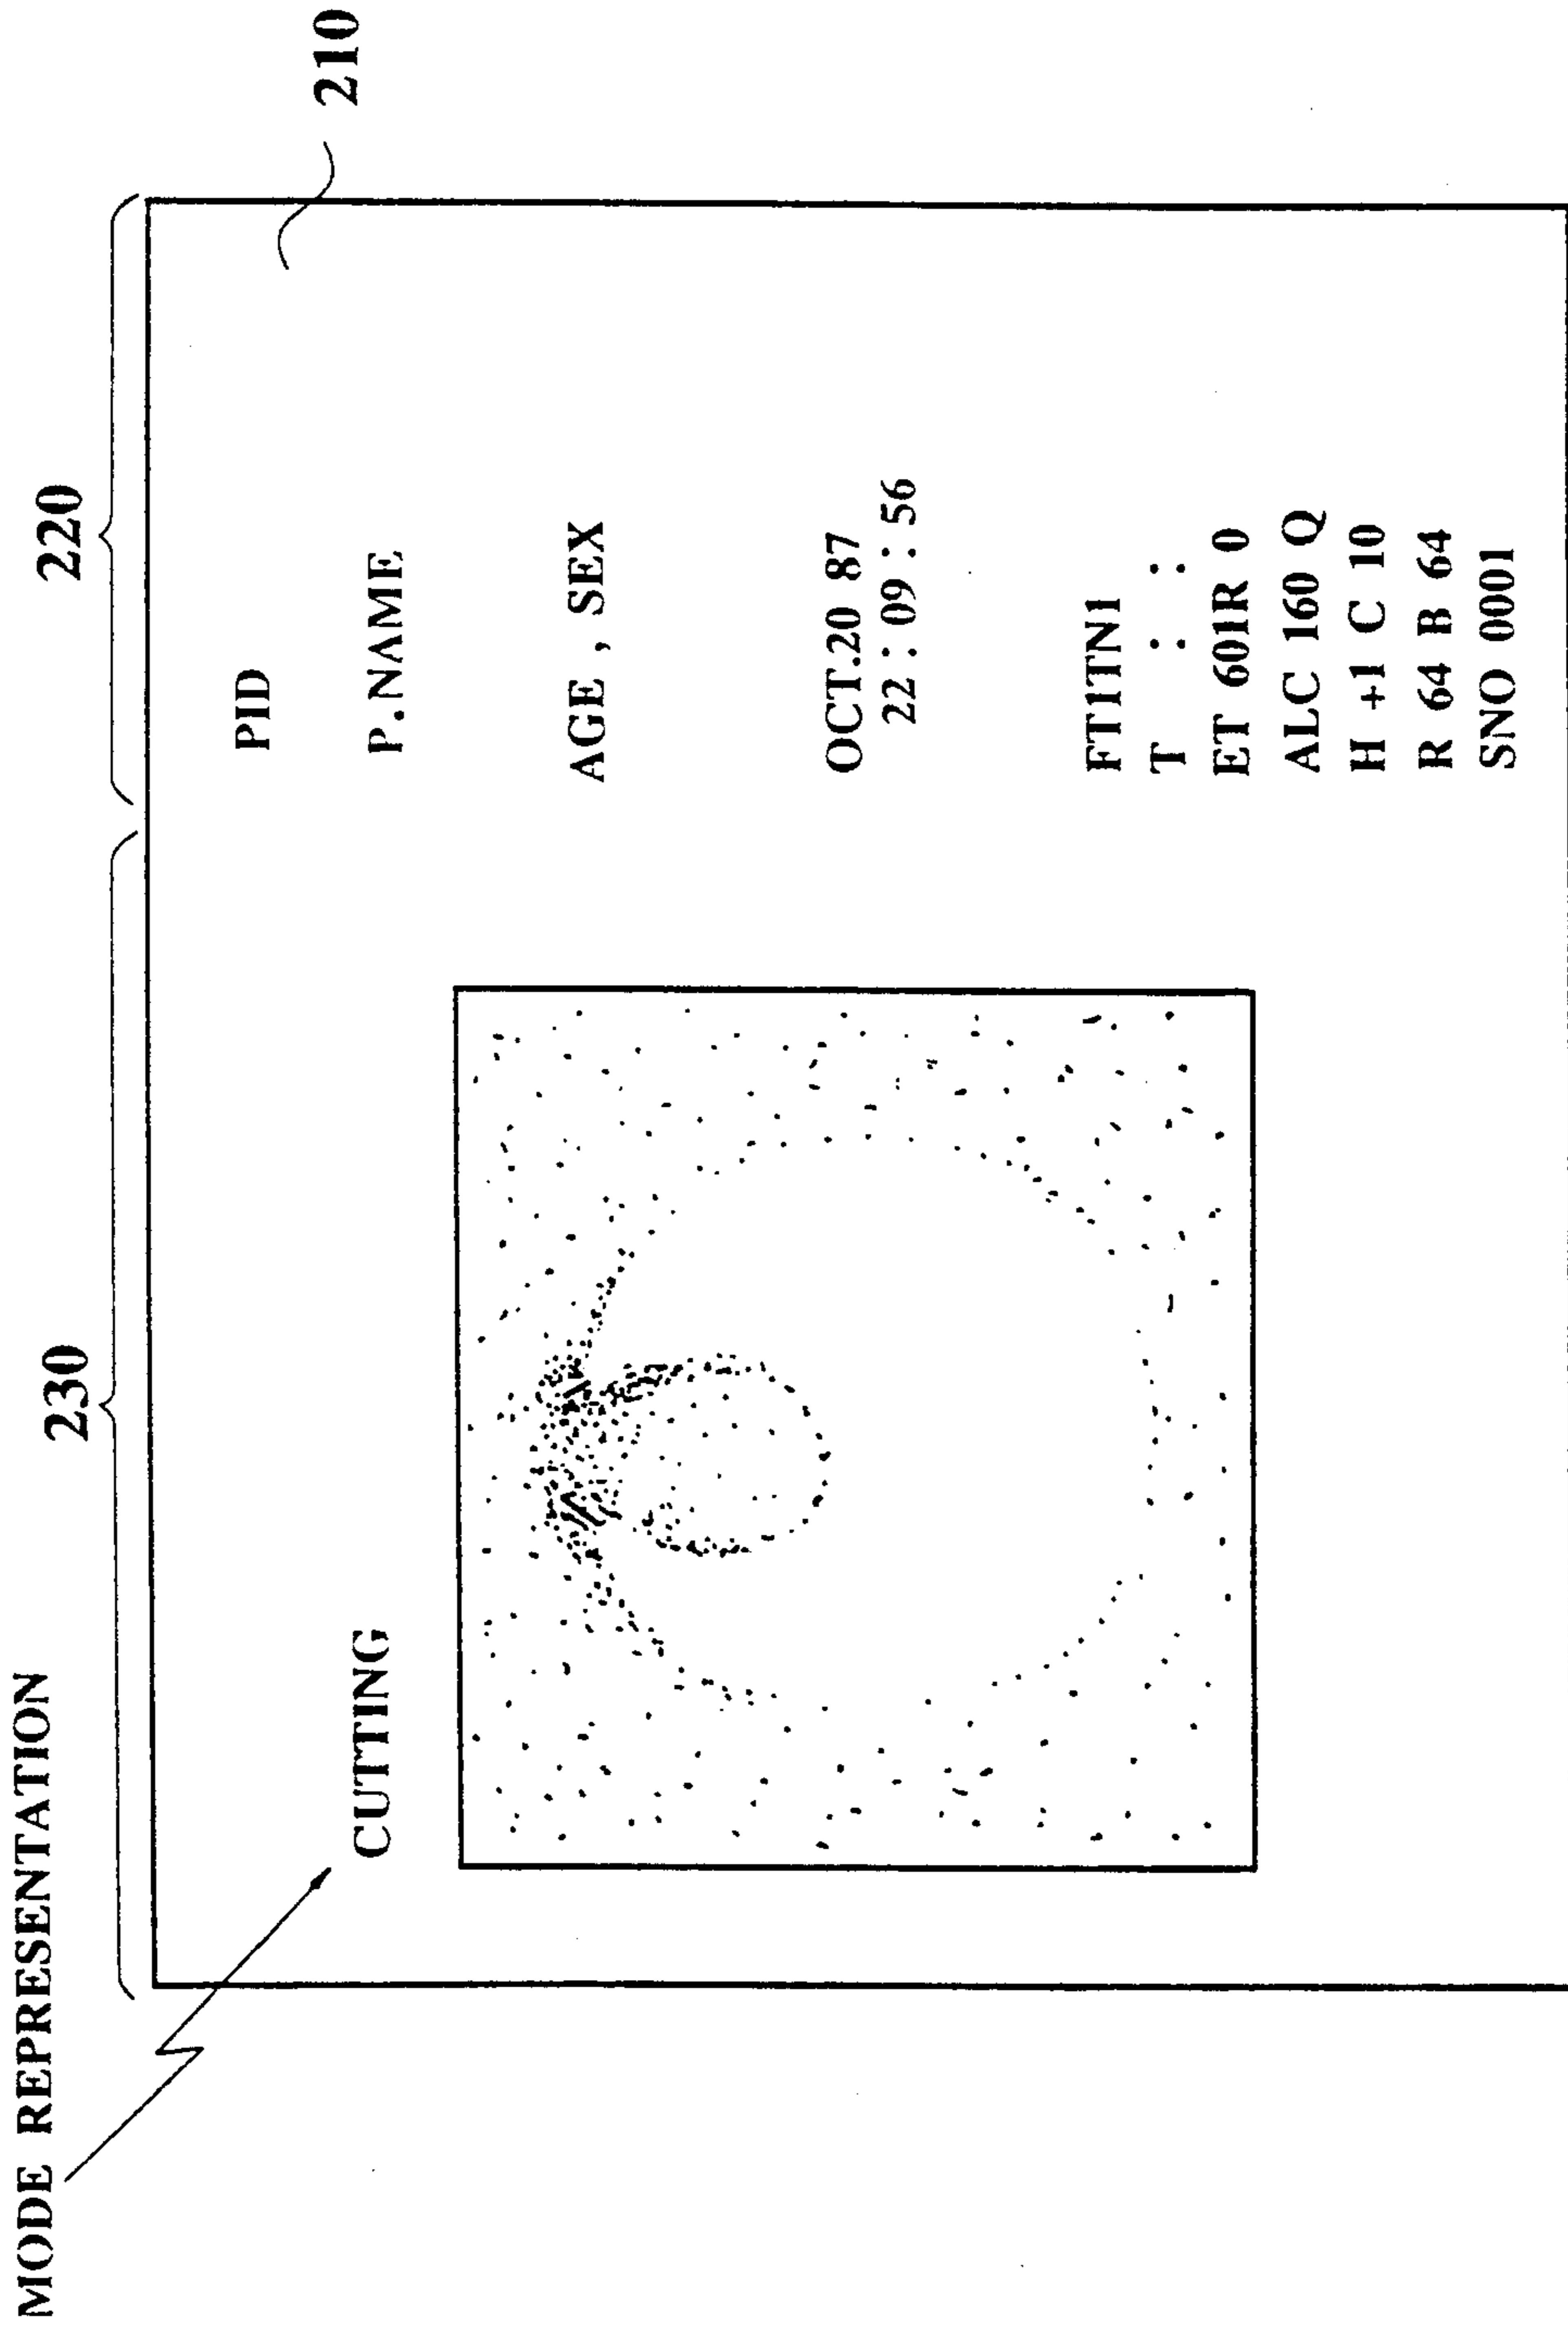 MODE REPRESENTATION
230
220
210
CUTTING
PID
P.NAME
AGE , SEX
OCT.20 87
22 : 09 : 56
FT1TN1
T : :
ET 601R 0
ALC 160 Q
H +1 C 10
R 64 B 64
SNO 0001